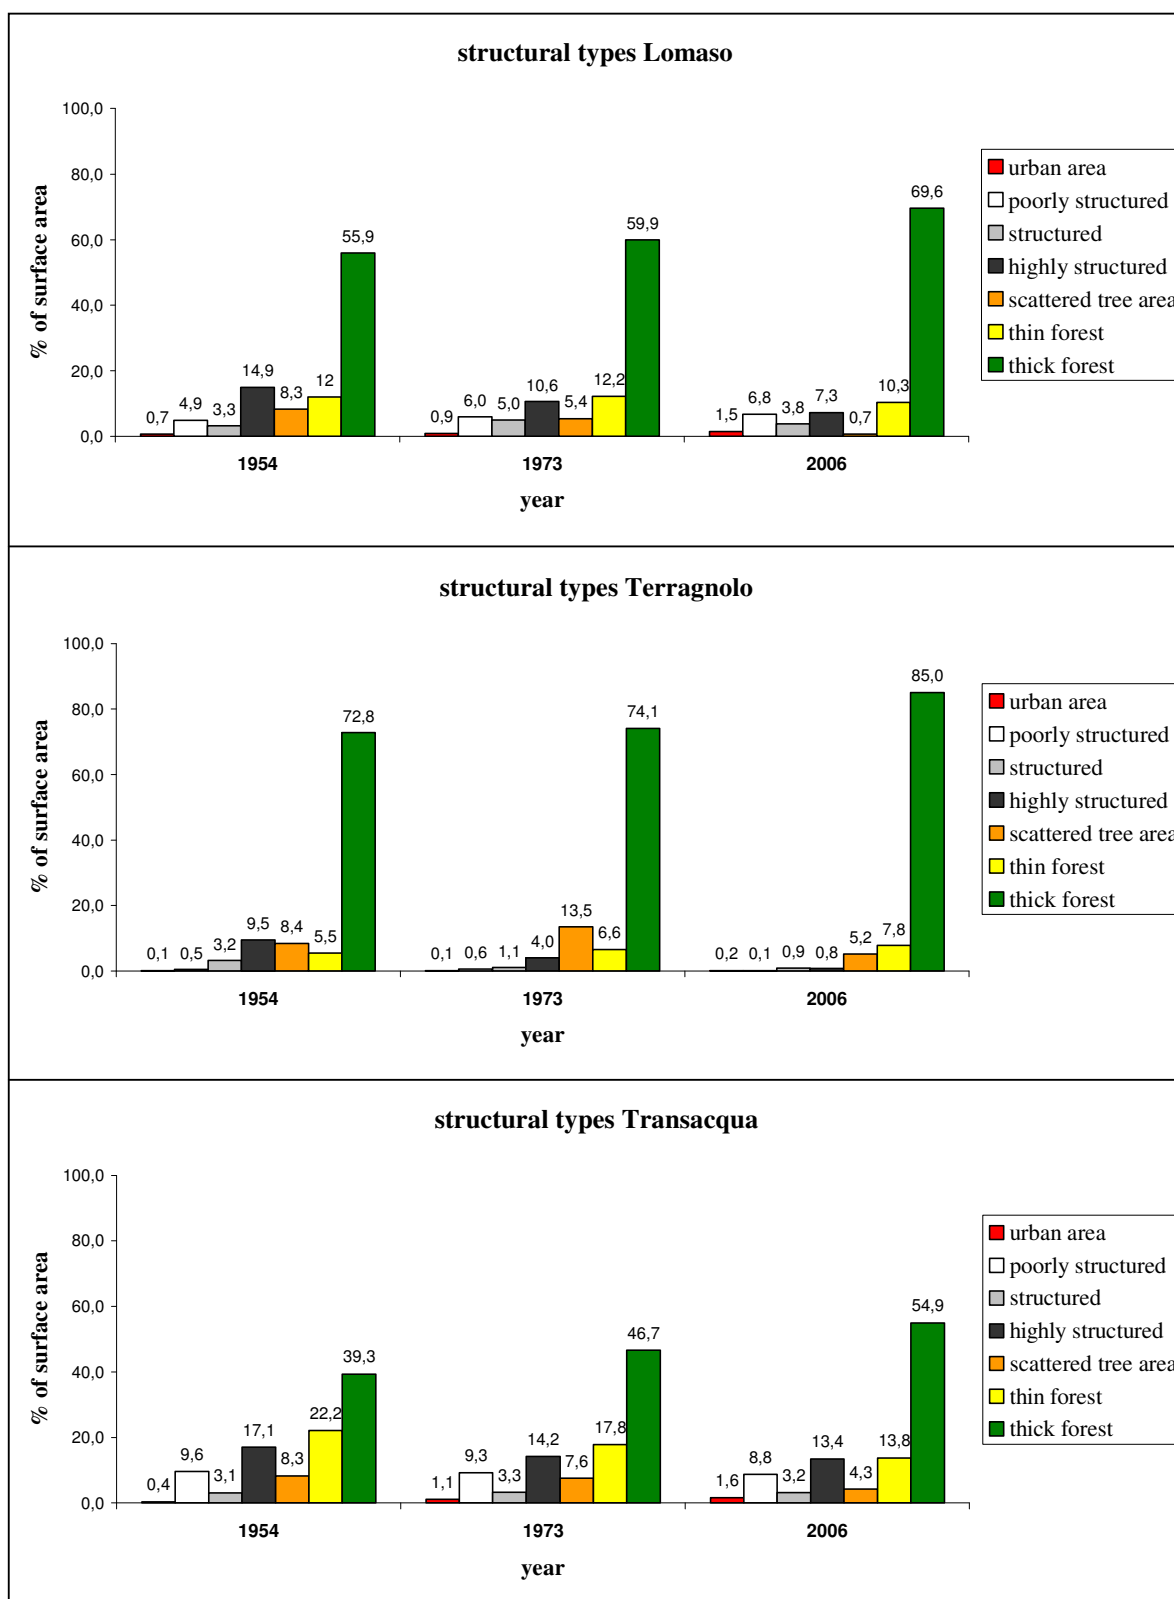 structural types Lomaso
100,0
80,0
60,0
40,0
20,0
0,0
% of surface area
0,7 4,9 3,3 14,9 8,3 12 55,9
0,9 6,0 5,0 10,6 5,4 12,2 59,9
1,5 6,8 3,8 7,3 0,7 10,3 69,6
1954 1973 2006
year
urban area
poorly structured
structured
highly structured
scattered tree area
thin forest
thick forest
structural types Terragnolo
100,0
80,0
60,0
40,0
20,0
0,0
% of surface area
0,1 0,5 3,2 9,5 8,4 5,5 72,8
0,1 0,6 1,1 4,0 13,5 6,6 74,1
0,2 0,1 0,9 0,8 5,2 7,8 85,0
1954 1973 2006
year
urban area
poorly structured
structured
highly structured
scattered tree area
thin forest
thick forest
structural types Transacqua
100,0
80,0
60,0
40,0
20,0
0,0
% of surface area
0,4 9,6 3,1 17,1 8,3 22,2 39,3
1,1 9,3 3,3 14,2 7,6 17,8 46,7
1,6 8,8 3,2 13,4 4,3 13,8 54,9
1954 1973 2006
year
urban area
poorly structured
structured
highly structured
scattered tree area
thin forest
thick forest